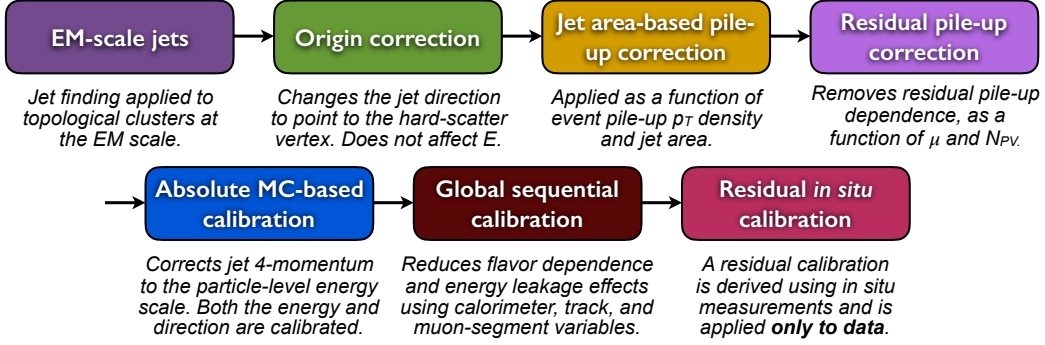 EM-scale jets
Jet finding applied to
topological clusters at
the EM scale.
Origin correction
Changes the jet direction
to point to the hard-scatter
vertex. Does not affect E.
Jet area-based pile-
up correction
Applied as a function of
event pile-up pT density
and jet area.
Residual pile-up
correction
Removes residual pile-up
dependence, as a
function of μ and NPV.
Absolute MC-based
calibration
Corrects jet 4-momentum
to the particle-level energy
scale. Both the energy and
direction are calibrated.
Global sequential
calibration
Reduces flavor dependence
and energy leakage effects
using calorimeter, track, and
muon-segment variables.
Residual in situ
calibration
A residual calibration
is derived using in situ
measurements and is
applied only to data.